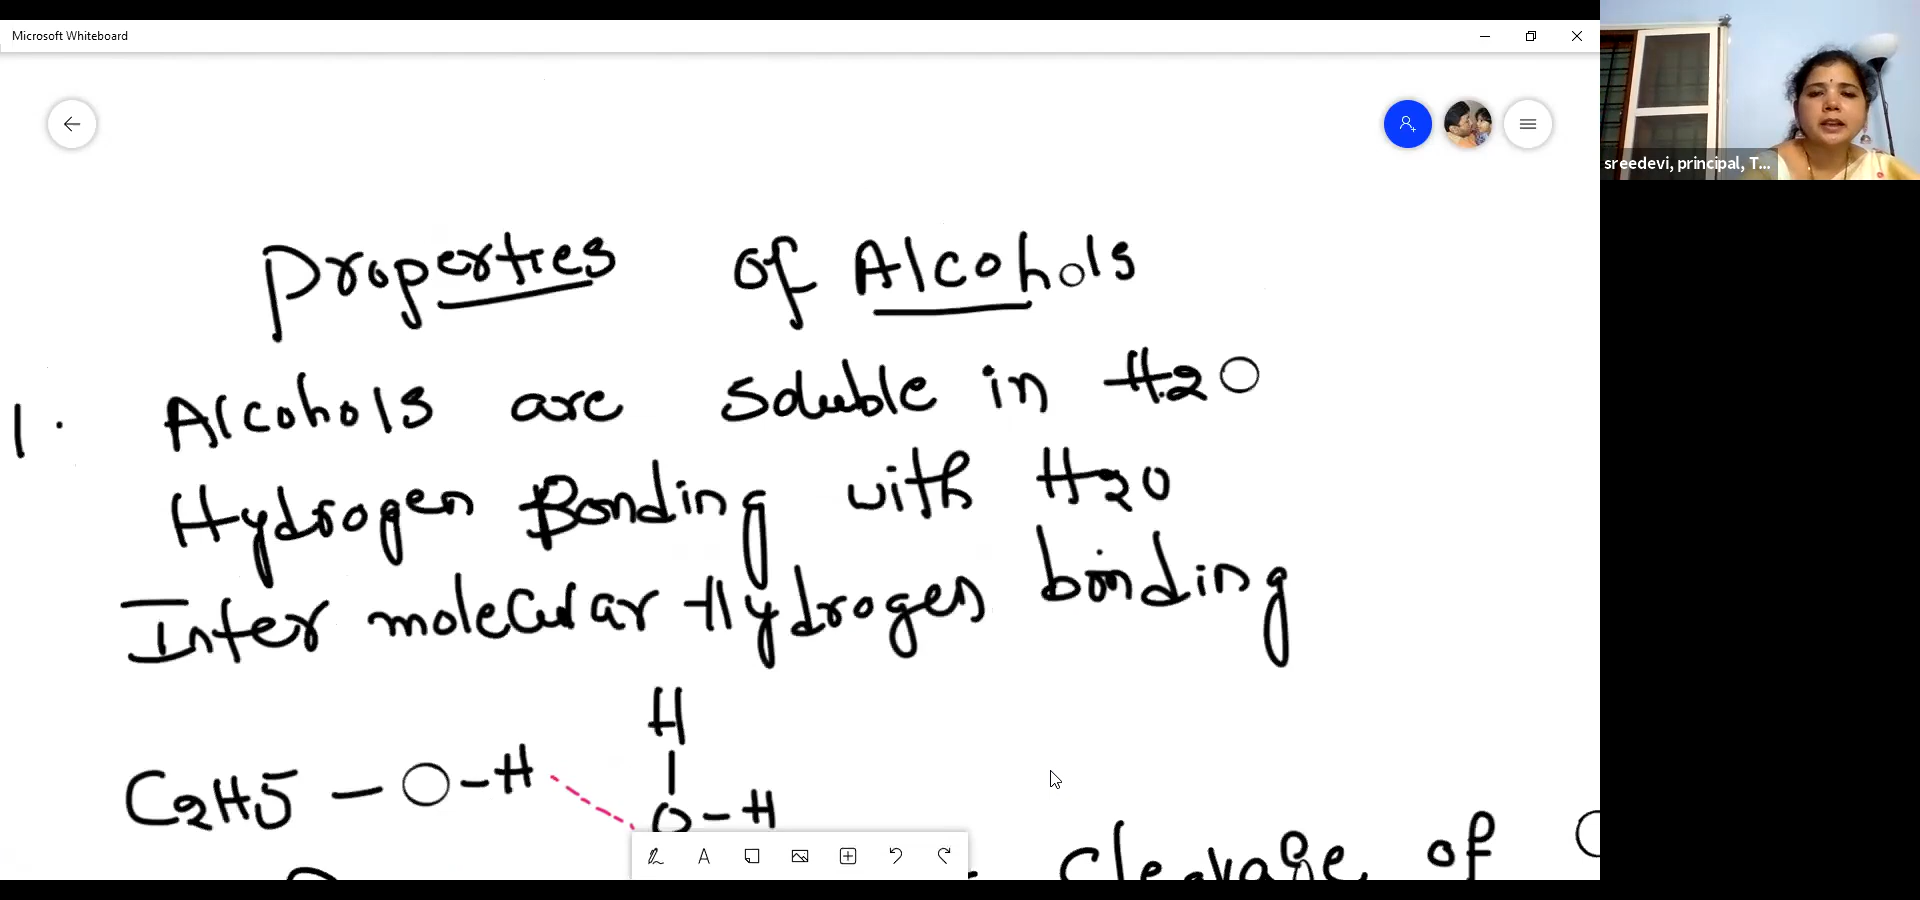 Microsoft Whiteboard
sreedevi, principal, T...
Properties of Alcohols
1. Alcohols are soluble in H2O
Hydrogen Bonding with H2O
Inter molecular Hydrogen bonding
H
C2H5 - O - H
O - H
Cleavage of